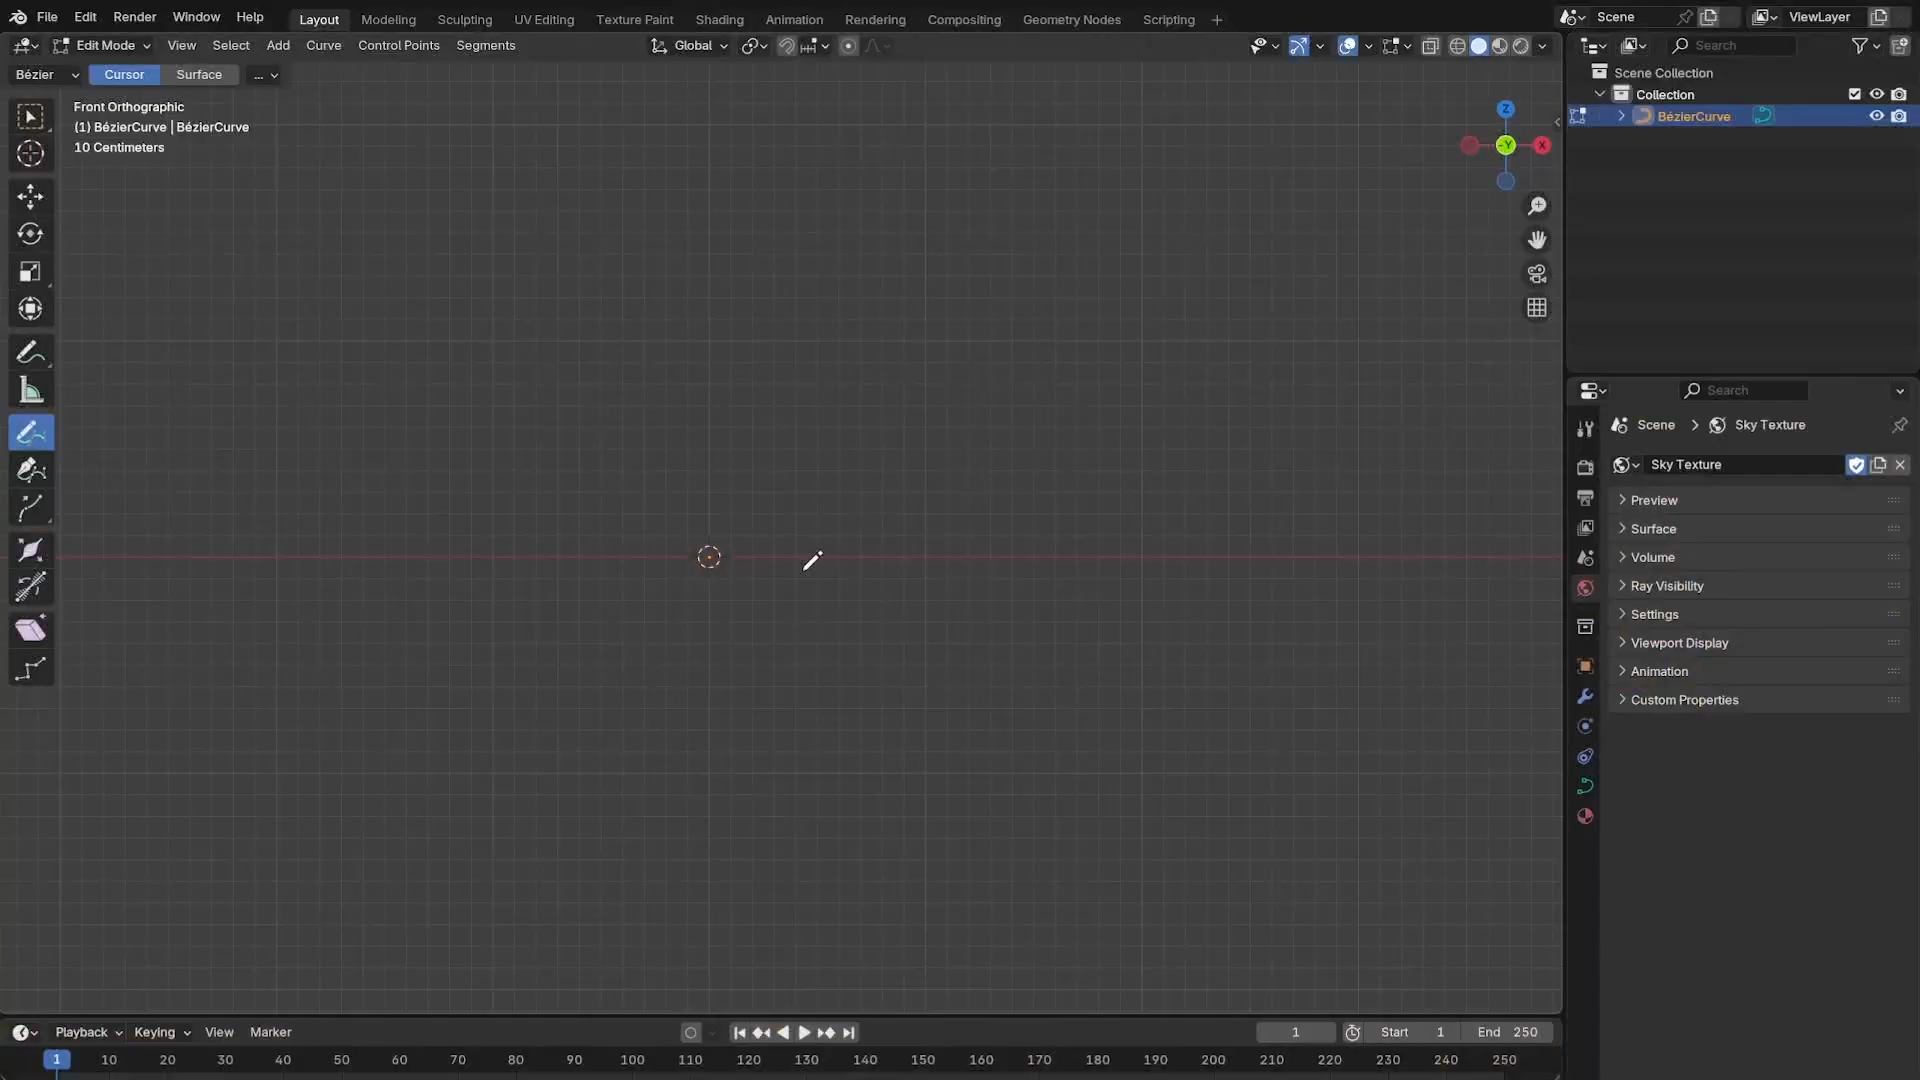 File Edit Render Window Help Layout Modeling Sculpting UV Editing Texture Paint Shading Animation Rendering Compositing Geometry Nodes Scripting + Scene ViewLayer
Edit Mode View Select Add Curve Control Points Segments Global Search
Bézier Cursor Surface ...
Scene Collection
Collection
BézierCurve
Front Orthographic
(1) BézierCurve | BézierCurve
10 Centimeters
Z
-Y X
Search
Scene > Sky Texture
Sky Texture
Preview
Surface
Volume
Ray Visibility
Settings
Viewport Display
Animation
Custom Properties
Playback Keying View Marker 1 Start 1 End 250
1 10 20 30 40 50 60 70 80 90 100 110 120 130 140 150 160 170 180 190 200 210 220 230 240 250